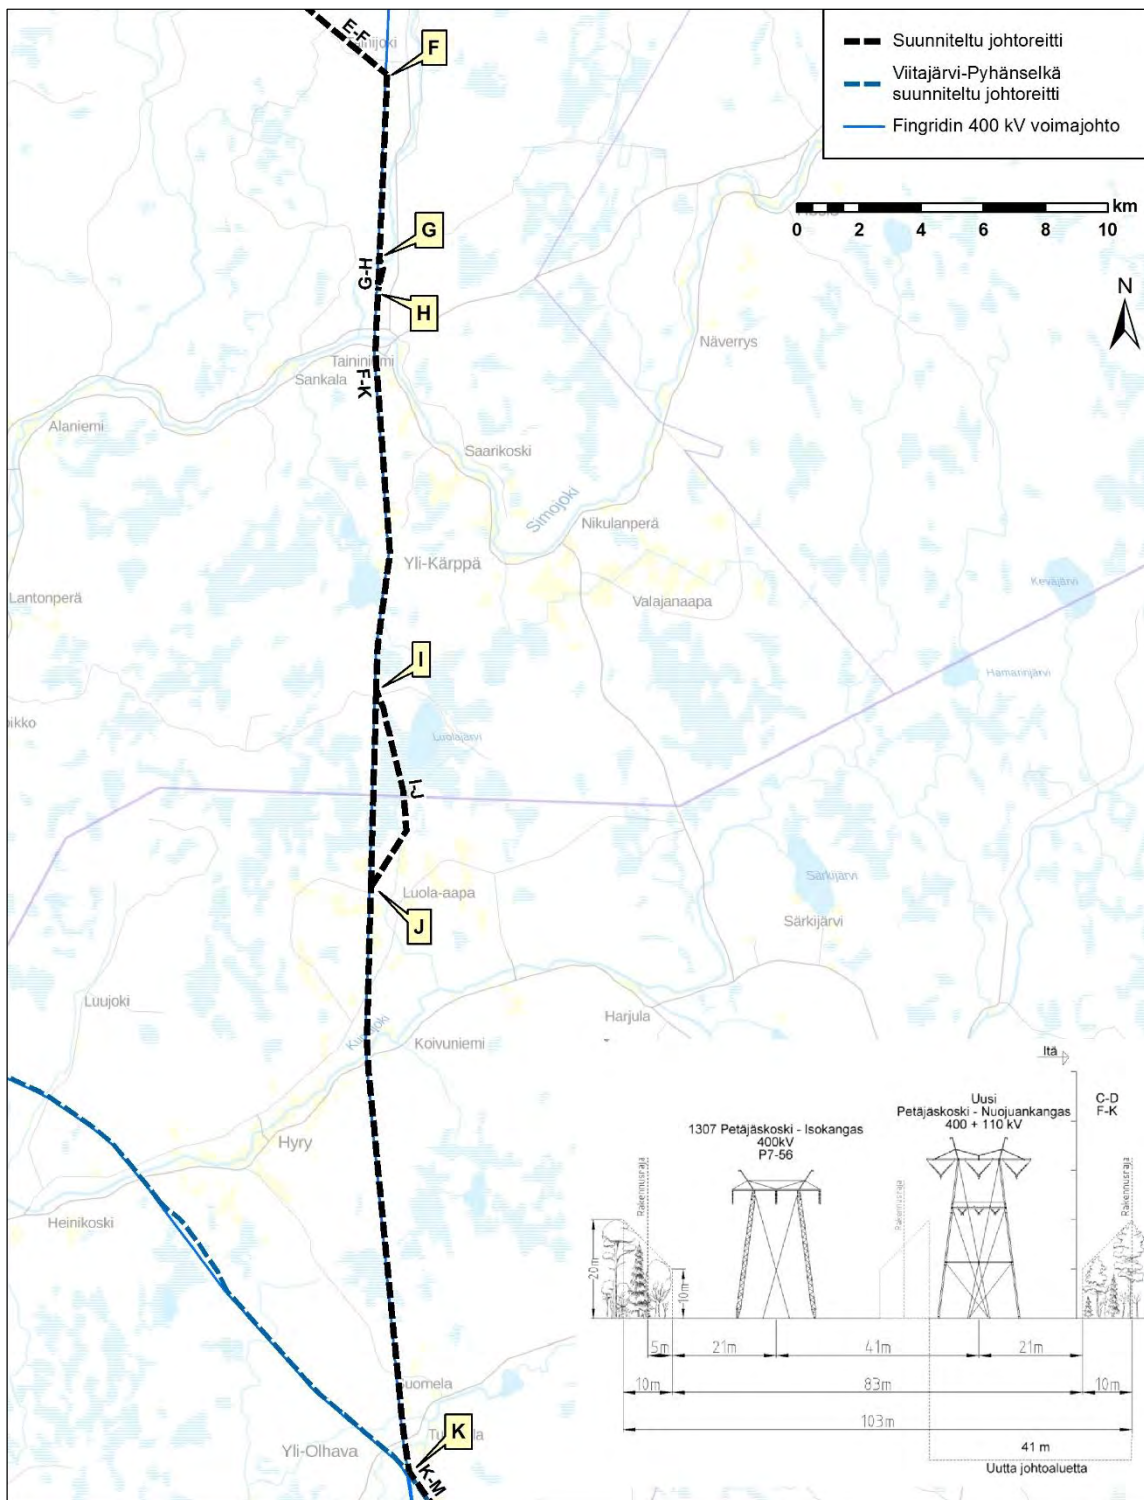 Suunniteltu johtoreitti
Viitajärvi-Pyhänselkä
suunniteltu johtoreitti
Fingridin 400 kV voimajohto
km
0 2 4 6 8 10
N
E-F
F
G
G-H
H
Näverrys
Taininiemi
Sankala
F-K
Alaniemi
Saarikoski
Simojoki
Nikulanperä
Yli-Kärppä
Keväjärvi
Lantonperä
Valajanaapa
I
Hamarinjärvi
Luolajärvi
I-J
Luola-aapa
Särkijärvi
Särkijärvi
J
Luujoki
Harjula
Koivuniemi
Hyry
Heinikoski
K
Yli-Olhava
K-M
Itä
C-D
F-K
Uusi
Petäjäskoski - Nuojuankangas
400 + 110 kV
1307 Petäjäskoski - Isokangas
400kV
P7-56
Rakennusraja
Rakennusraja
Rakennusraja
20m
10m
5m 21m 41m 21m
10m 83m 10m
103m
41 m
Uutta johtoaluetta